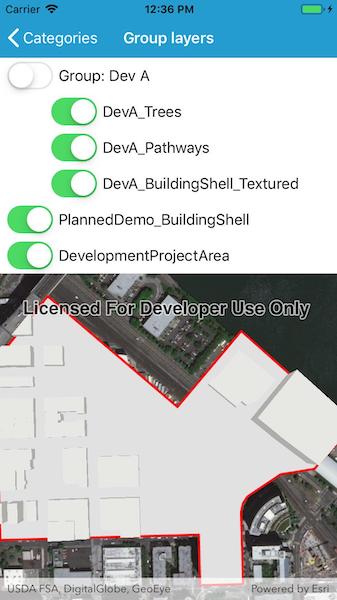 Carrier 12:36 PM
Categories Group layers
Group: Dev A
DevA_Trees
DevA_Pathways
DevA_BuildingShell_Textured
PlannedDemo_BuildingShell
DevelopmentProjectArea
Licensed For Developer Use Only
USDA FSA, DigitalGlobe, GeoEye Powered by Esri